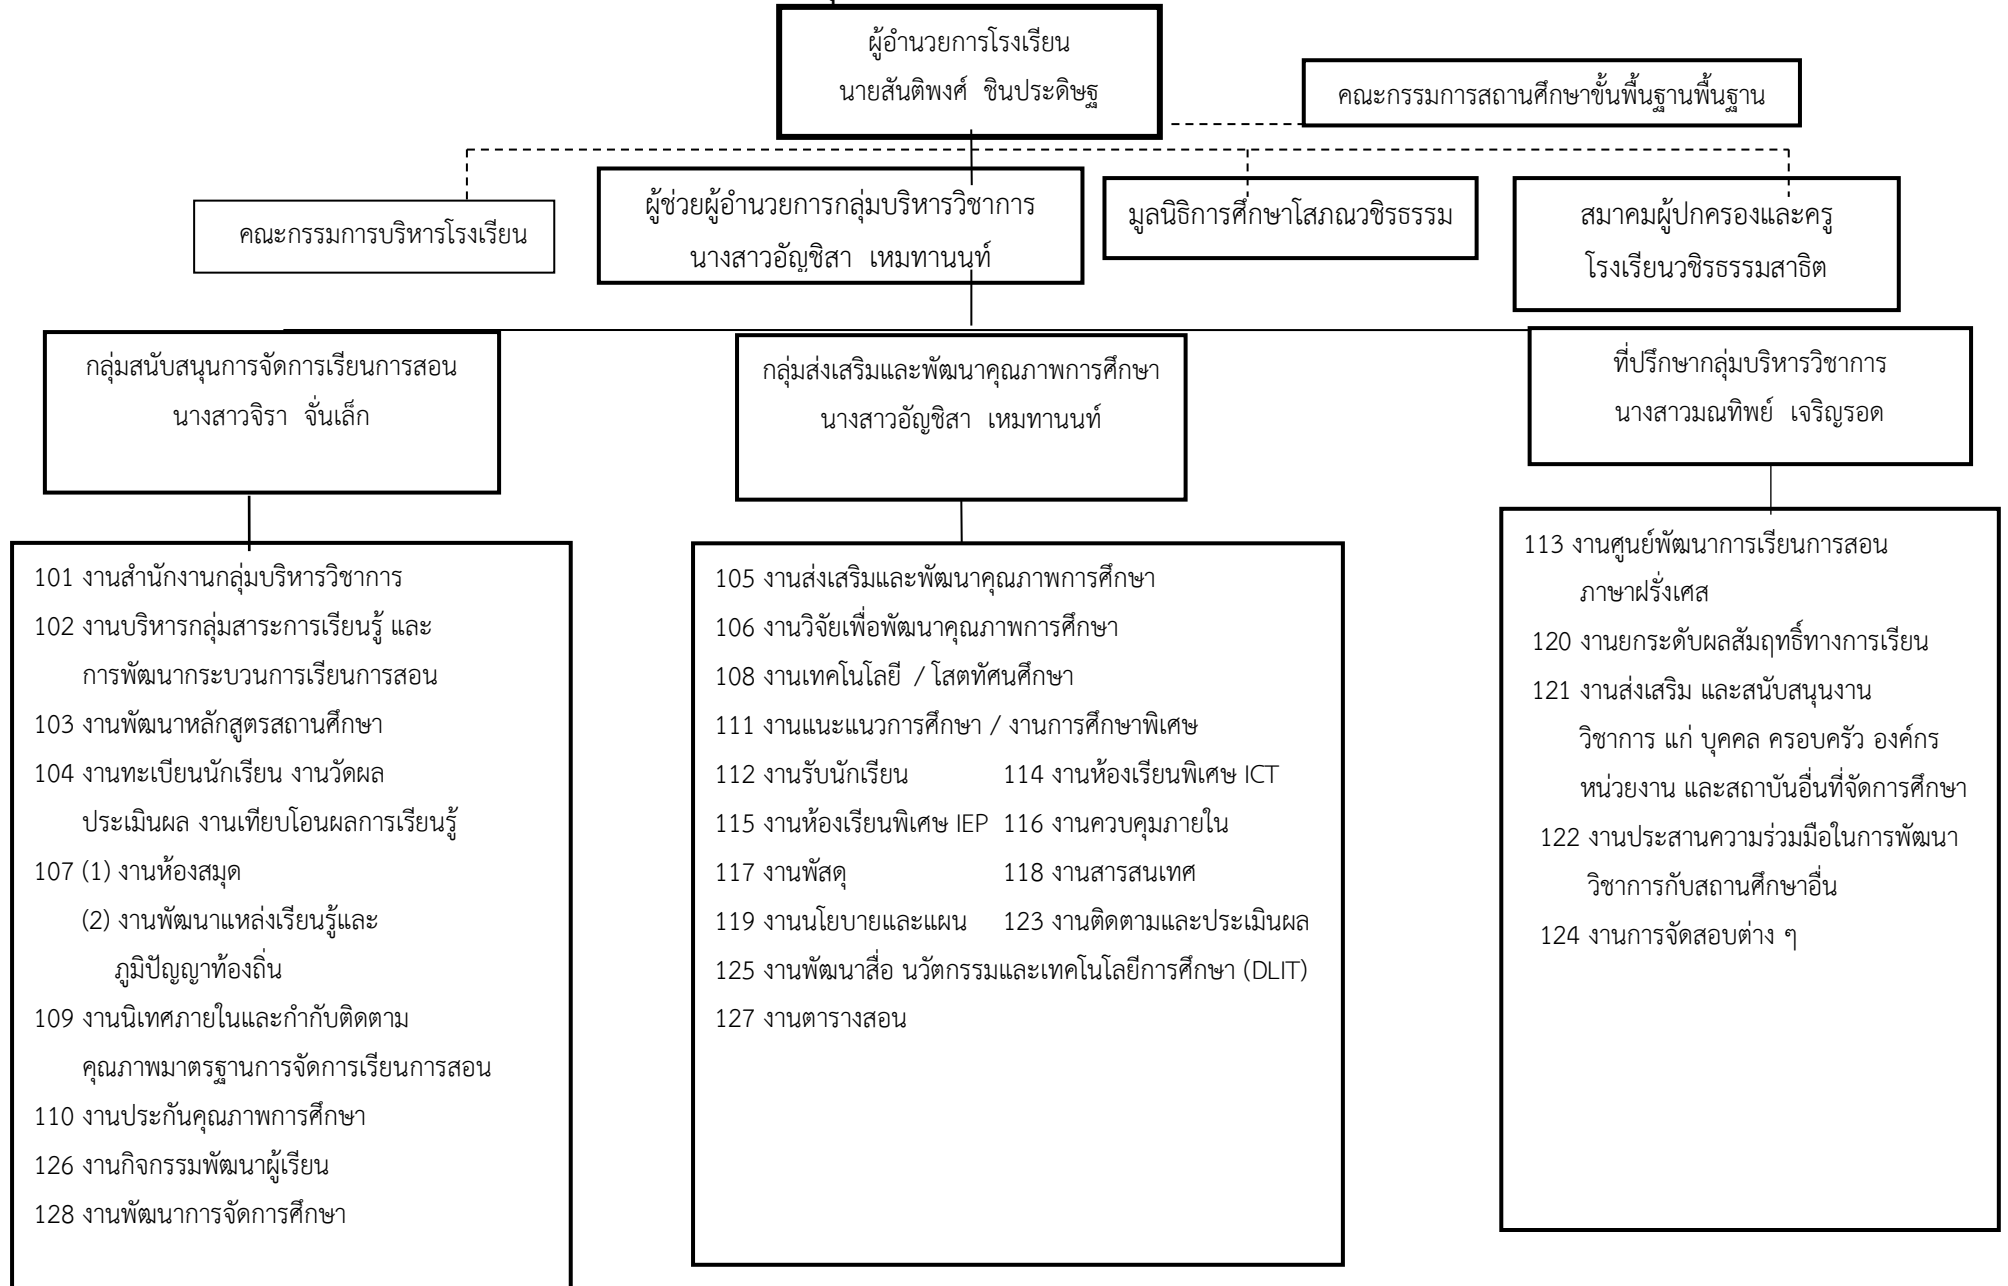 ผู้อำนวยการโรงเรียน
นายสันติพงศ์ ชินประดิษฐ
คณะกรรมการสถานศึกษาขั้นพื้นฐานพื้นฐาน
คณะกรรมการบริหารโรงเรียน
ผู้ช่วยผู้อำนวยการกลุ่มบริหารวิชาการ
นางสาวอัญชิสา เหมทานนท์
มูลนิธิการศึกษาโสภณวชิรธรรม
สมาคมผู้ปกครองและครู
โรงเรียนวชิรธรรมสาธิต
กลุ่มสนับสนุนการจัดการเรียนการสอน
นางสาวจิรา จั่นเล็ก
กลุ่มส่งเสริมและพัฒนาคุณภาพการศึกษา
นางสาวอัญชิสา เหมทานนท์
ที่ปรึกษากลุ่มบริหารวิชาการ
นางสาวมณทิพย์ เจริญรอด
101 งานสำนักงานกลุ่มบริหารวิชาการ
102 งานบริหารกลุ่มสาระการเรียนรู้ และ
การพัฒนากระบวนการเรียนการสอน
103 งานพัฒนาหลักสูตรสถานศึกษา
104 งานทะเบียนนักเรียน งานวัดผล
ประเมินผล งานเทียบโอนผลการเรียนรู้
107 (1) งานห้องสมุด
(2) งานพัฒนาแหล่งเรียนรู้และ
ภูมิปัญญาท้องถิ่น
109 งานนิเทศภายในและกำกับติดตาม
คุณภาพมาตรฐานการจัดการเรียนการสอน
110 งานประกันคุณภาพการศึกษา
126 งานกิจกรรมพัฒนาผู้เรียน
128 งานพัฒนาการจัดการศึกษา
105 งานส่งเสริมและพัฒนาคุณภาพการศึกษา
106 งานวิจัยเพื่อพัฒนาคุณภาพการศึกษา
108 งานเทคโนโลยี / โสตทัศนศึกษา
111 งานแนะแนวการศึกษา / งานการศึกษาพิเศษ
112 งานรับนักเรียน 114 งานห้องเรียนพิเศษ ICT
115 งานห้องเรียนพิเศษ IEP 116 งานควบคุมภายใน
117 งานพัสดุ 118 งานสารสนเทศ
119 งานนโยบายและแผน 123 งานติดตามและประเมินผล
125 งานพัฒนาสื่อ นวัตกรรมและเทคโนโลยีการศึกษา (DLIT)
127 งานตารางสอน
113 งานศูนย์พัฒนาการเรียนการสอน
ภาษาฝรั่งเศส
120 งานยกระดับผลสัมฤทธิ์ทางการเรียน
121 งานส่งเสริม และสนับสนุนงาน
วิชาการ แก่ บุคคล ครอบครัว องค์กร
หน่วยงาน และสถาบันอื่นที่จัดการศึกษา
122 งานประสานความร่วมมือในการพัฒนา
วิชาการกับสถานศึกษาอื่น
124 งานการจัดสอบต่าง ๆ